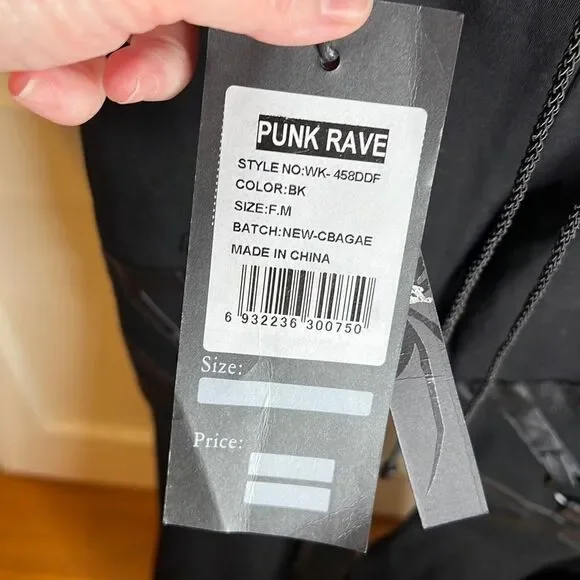 PUNK RAVE
STYLE NO:WK- 458DDF
COLOR:BK
SIZE:F.M
BATCH:NEW-CBAGAE
MADE IN CHINA
6 932236 300750
Size:
Price: